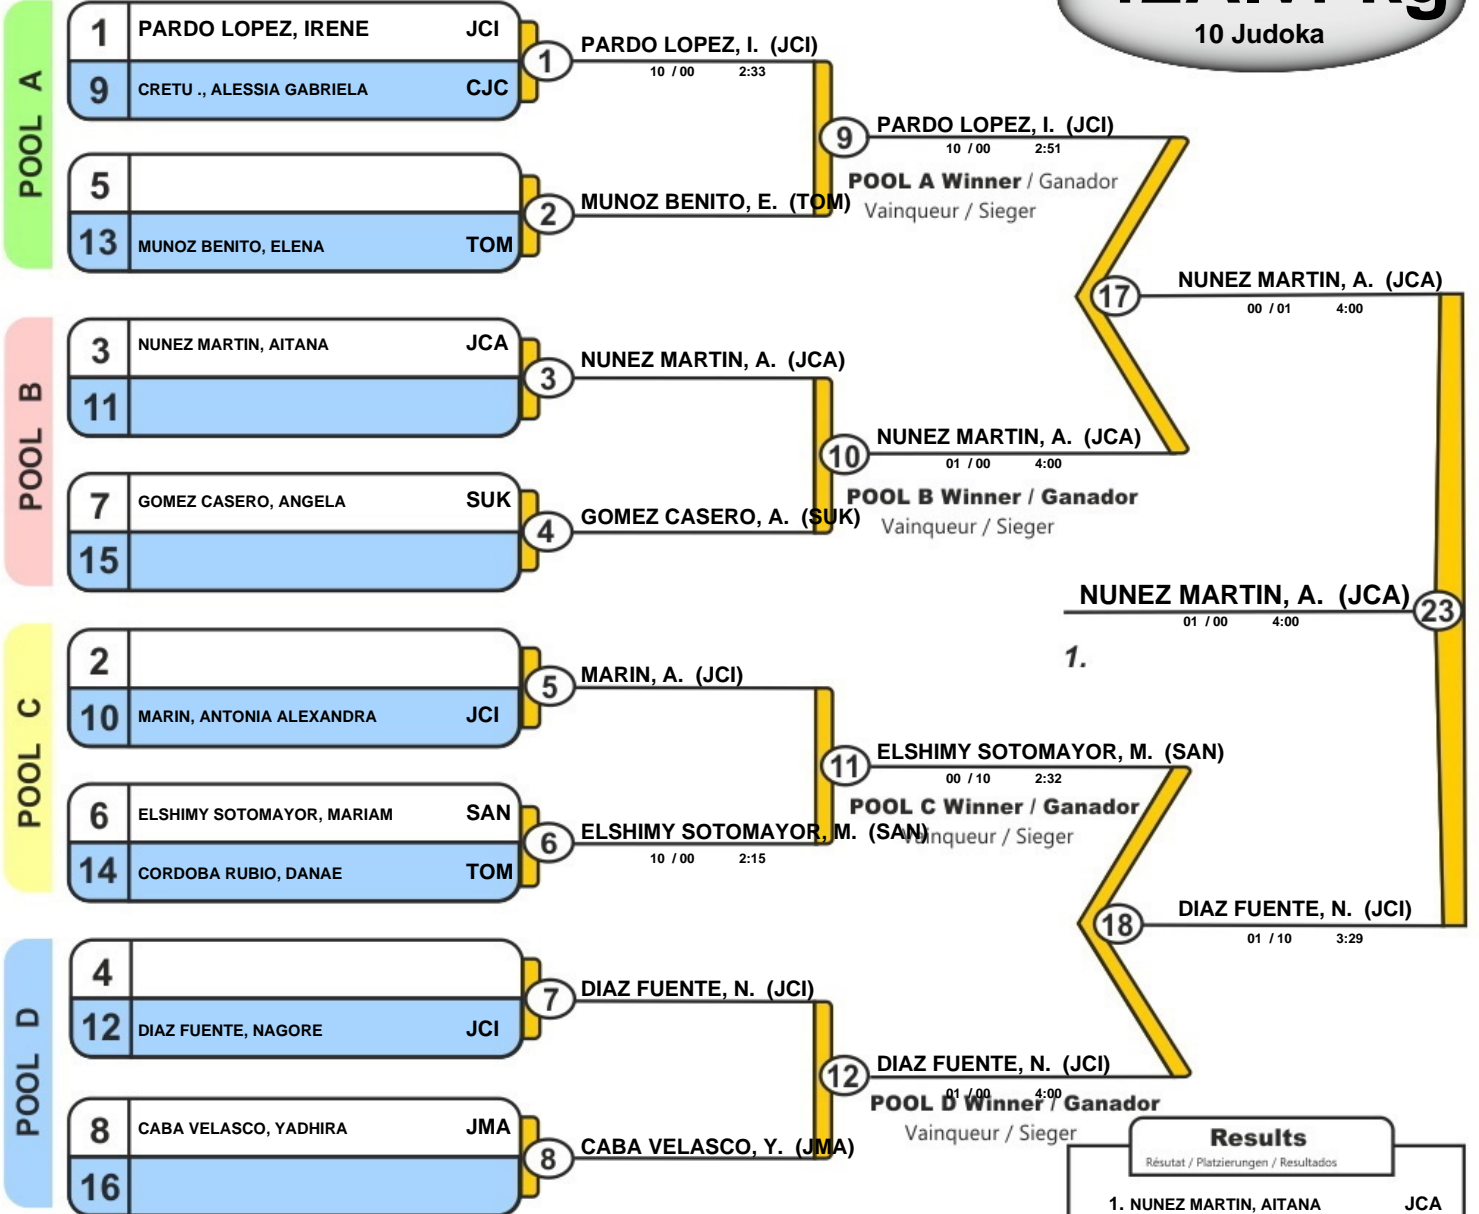 10 Judoka
POOL A
1 PARDO LOPEZ, IRENE JCI
9 CRETU ., ALESSIA GABRIELA CJC
5
13 MUNOZ BENITO, ELENA TOM
POOL B
3 NUNEZ MARTIN, AITANA JCA
11
7 GOMEZ CASERO, ANGELA SUK
15
POOL C
2
10 MARIN, ANTONIA ALEXANDRA JCI
6 ELSHIMY SOTOMAYOR, MARIAM SAN
14 CORDOBA RUBIO, DANAE TOM
POOL D
4
12 DIAZ FUENTE, NAGORE JCI
8 CABA VELASCO, YADHIRA JMA
16
1 PARDO LOPEZ, I. (JCI)
10 / 00 2:33
2 MUNOZ BENITO, E. (TOM)
3 NUNEZ MARTIN, A. (JCA)
4 GOMEZ CASERO, A. (SUK)
5 MARIN, A. (JCI)
6 ELSHIMY SOTOMAYOR, M. (SAN)
10 / 00 2:15
7 DIAZ FUENTE, N. (JCI)
8 CABA VELASCO, Y. (JMA)
9 PARDO LOPEZ, I. (JCI)
10 / 00 2:51
POOL A Winner / Ganador
Vainqueur / Sieger
10 NUNEZ MARTIN, A. (JCA)
01 / 00 4:00
POOL B Winner / Ganador
Vainqueur / Sieger
11 ELSHIMY SOTOMAYOR, M. (SAN)
00 / 10 2:32
POOL C Winner / Ganador
Vainqueur / Sieger
12 DIAZ FUENTE, N. (JCI)
01 / 00 4:00
POOL D Winner / Ganador
Vainqueur / Sieger
17 NUNEZ MARTIN, A. (JCA)
00 / 01 4:00
18 DIAZ FUENTE, N. (JCI)
01 / 10 3:29
NUNEZ MARTIN, A. (JCA) 23
01 / 00 4:00
1.
Results
Résutat / Platzierungen / Resultados
1. NUNEZ MARTIN, AITANA JCA